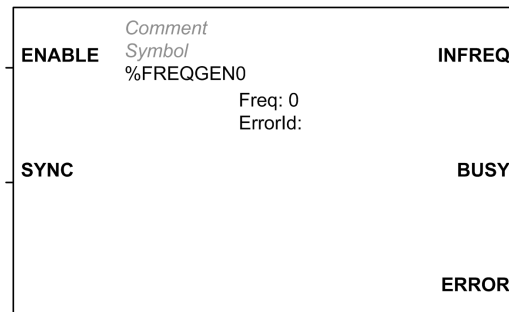 Comment
ENABLE
Symbol
INFREQ
%FREQGEN0
Freq: 0
ErrorId:
SYNC
BUSY
ERROR